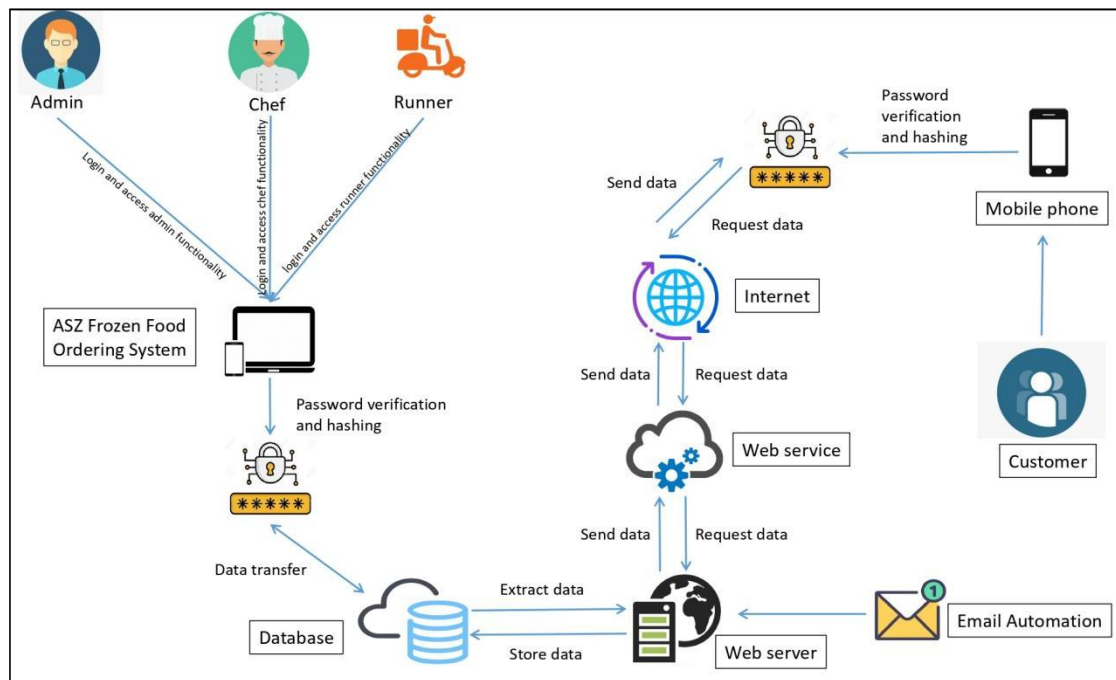 Admin
Chef
Runner
Login and access admin functionality
Login and access chef functionality
login and access runner functionality
ASZ Frozen Food
Ordering System
Password verification
and hashing
*****
Data transfer
Database
Extract data
Store data
Web server
Email Automation
1
Send data
Request data
Web service
Send data
Request data
Internet
Send data
Request data
*****
Password
verification
and hashing
Mobile phone
Customer